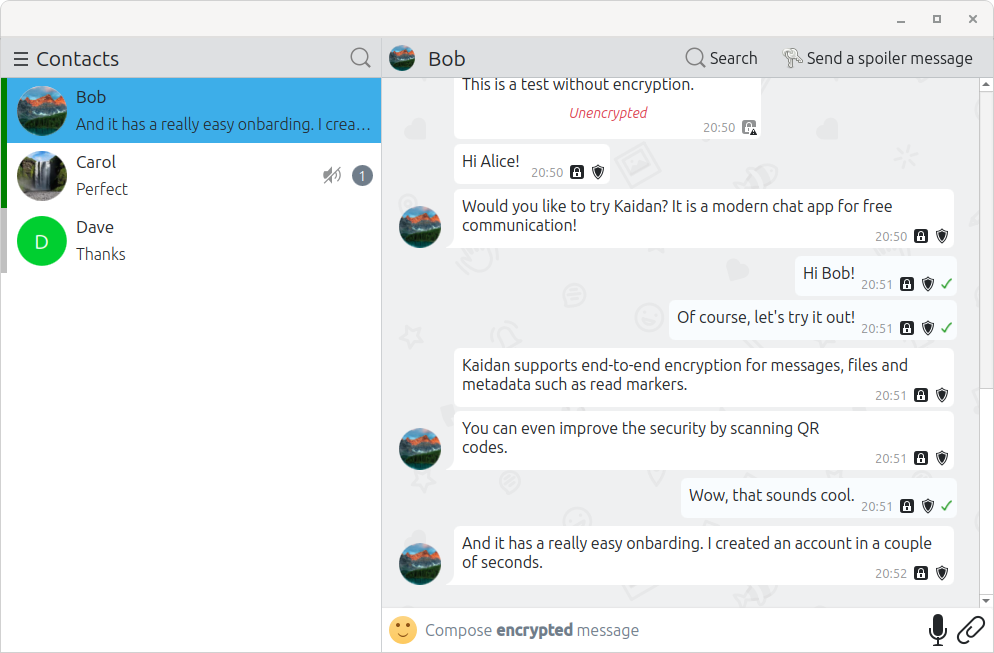 Contacts
Bob
And it has a really easy onbarding. I crea…
Carol
Perfect
1
D
Dave
Thanks
Bob
Search
Send a spoiler message
This is a test without encryption.
Unencrypted
20:50
Hi Alice!
20:50
Would you like to try Kaidan? It is a modern chat app for free
communication!
20:50
Hi Bob!
20:51
Of course, let's try it out!
20:51
Kaidan supports end-to-end encryption for messages, files and
metadata such as read markers.
20:51
You can even improve the security by scanning QR
codes.
20:51
Wow, that sounds cool.
20:51
And it has a really easy onbarding. I created an account in a couple
of seconds.
20:52
Compose encrypted message